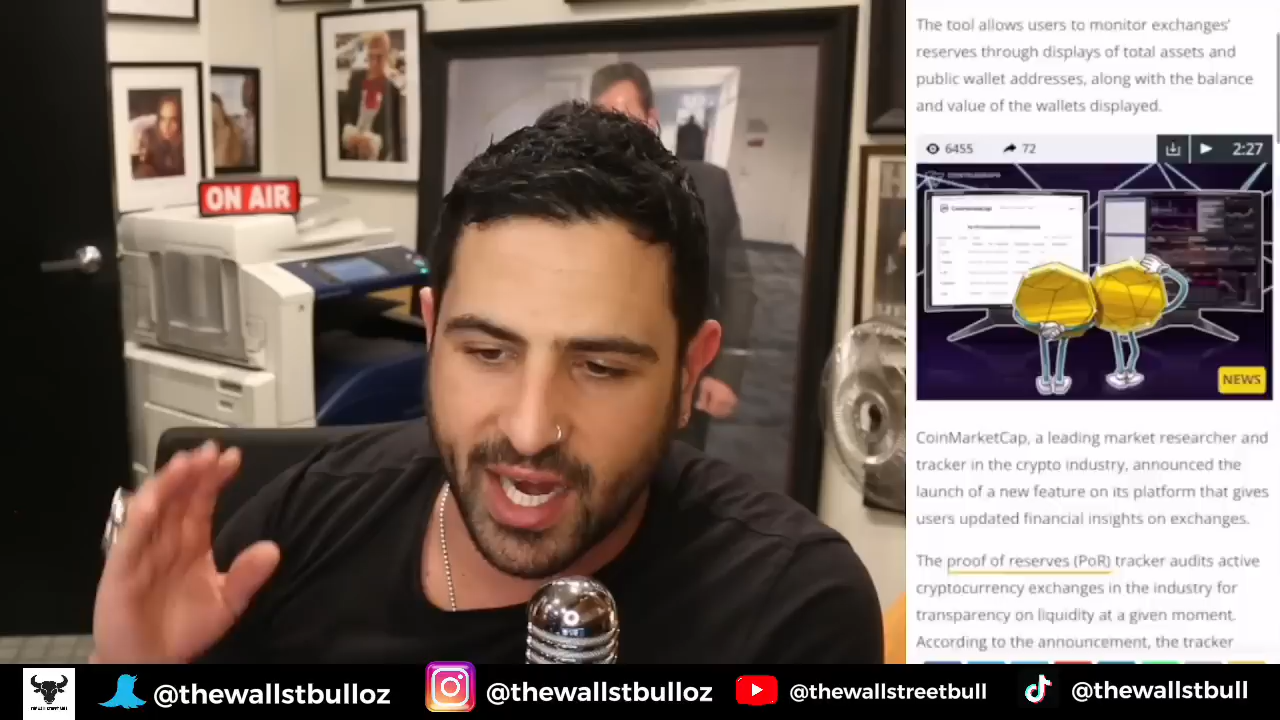 ON AIR
The tool allows users to monitor exchanges'
reserves through displays of total assets and
public wallet addresses, along with the balance
and value of the wallets displayed.
6455 72 2:27
CoinMarketCap
NEWS
CoinMarketCap, a leading market researcher and
tracker in the crypto industry, announced the
launch of a new feature on its platform that gives
users updated financial insights on exchanges.
The proof of reserves (PoR) tracker audits active
cryptocurrency exchanges in the industry for
transparency on liquidity at a given moment.
According to the announcement, the tracker
@thewallstbulloz @thewallstbulloz @thewallstreetbull @thewallstbull